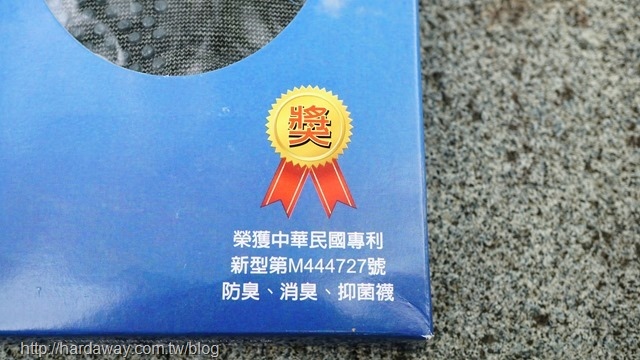 獎
榮獲中華民國專利
新型第M444727號
防臭、消臭、抑菌襪
http://hardaway.com.tw/blog